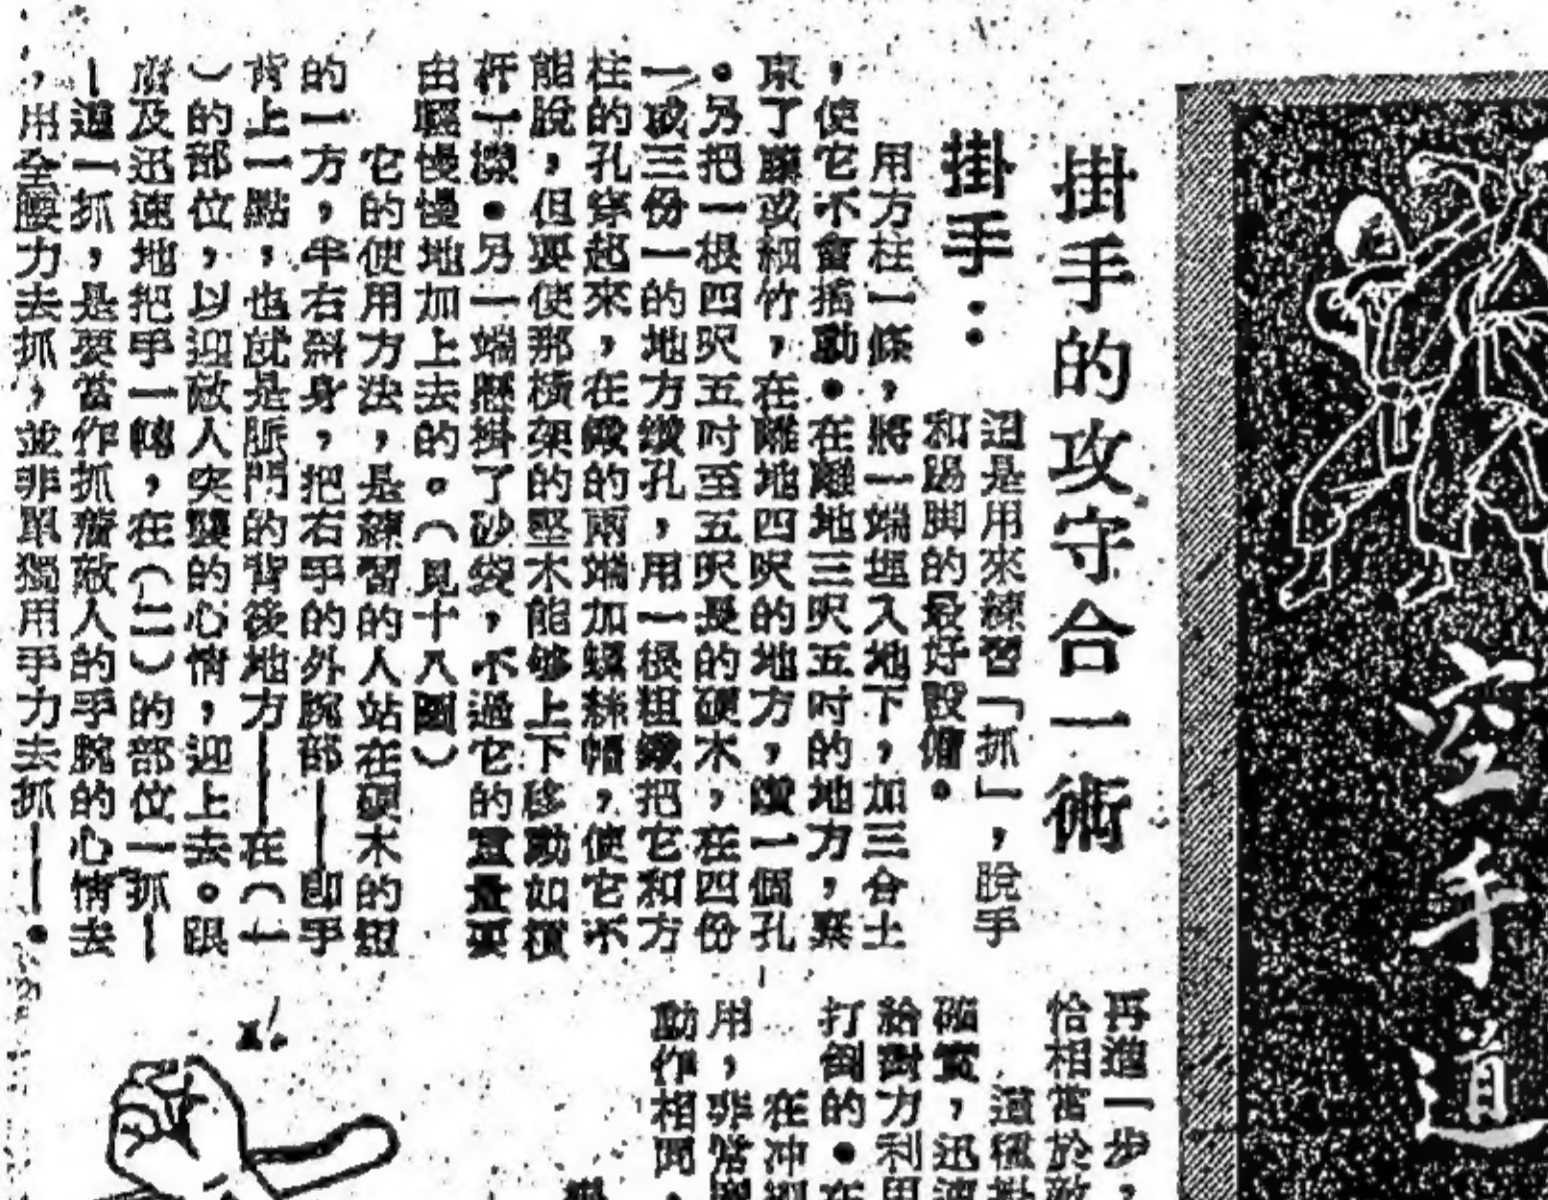 空手道
掛手的攻守合一術
掛手：
這是用來練習「抓」，脫手
和踢脚的最好設備。
用方柱一條，將一端埋入地下，加三合土
，使它不會搖動。在離地三呎五吋的地方，紮
束了藤或細竹，在離地四呎的地方，鑽一個孔
。另把一根四呎五吋至五呎長的硬木，在四份
一或三份一的地方鑽孔，用一根粗鐵把它和方
柱的孔穿起來，在鐵的兩端加螺絲帽，使它不
能脫，但要使那橫架的堅木能够上下移動如橫
杆一樣。另一端懸掛了砂袋，不過它的重量要
由輕慢慢地加上去的。（見十八圖）
它的使用方法，是練習的人站在硬木的
的一方，半右斜身，把右手的外腕部——即手
背上一點，也就是脈門的背後地方——在（一
）的部位，以迎敵人突襲的心情，迎上去。跟
着及迅速地把手一轉，在（二）的部位一抓—
—這一抓，是要當作抓着敵人的手腕的心情去
，用全腰力去抓，並非單獨用手力去抓——。
再進一步，
恰相當於敵
這種
確實，迅速
給對方利用
打倒的。在
在冲
用，非常
動作相同，